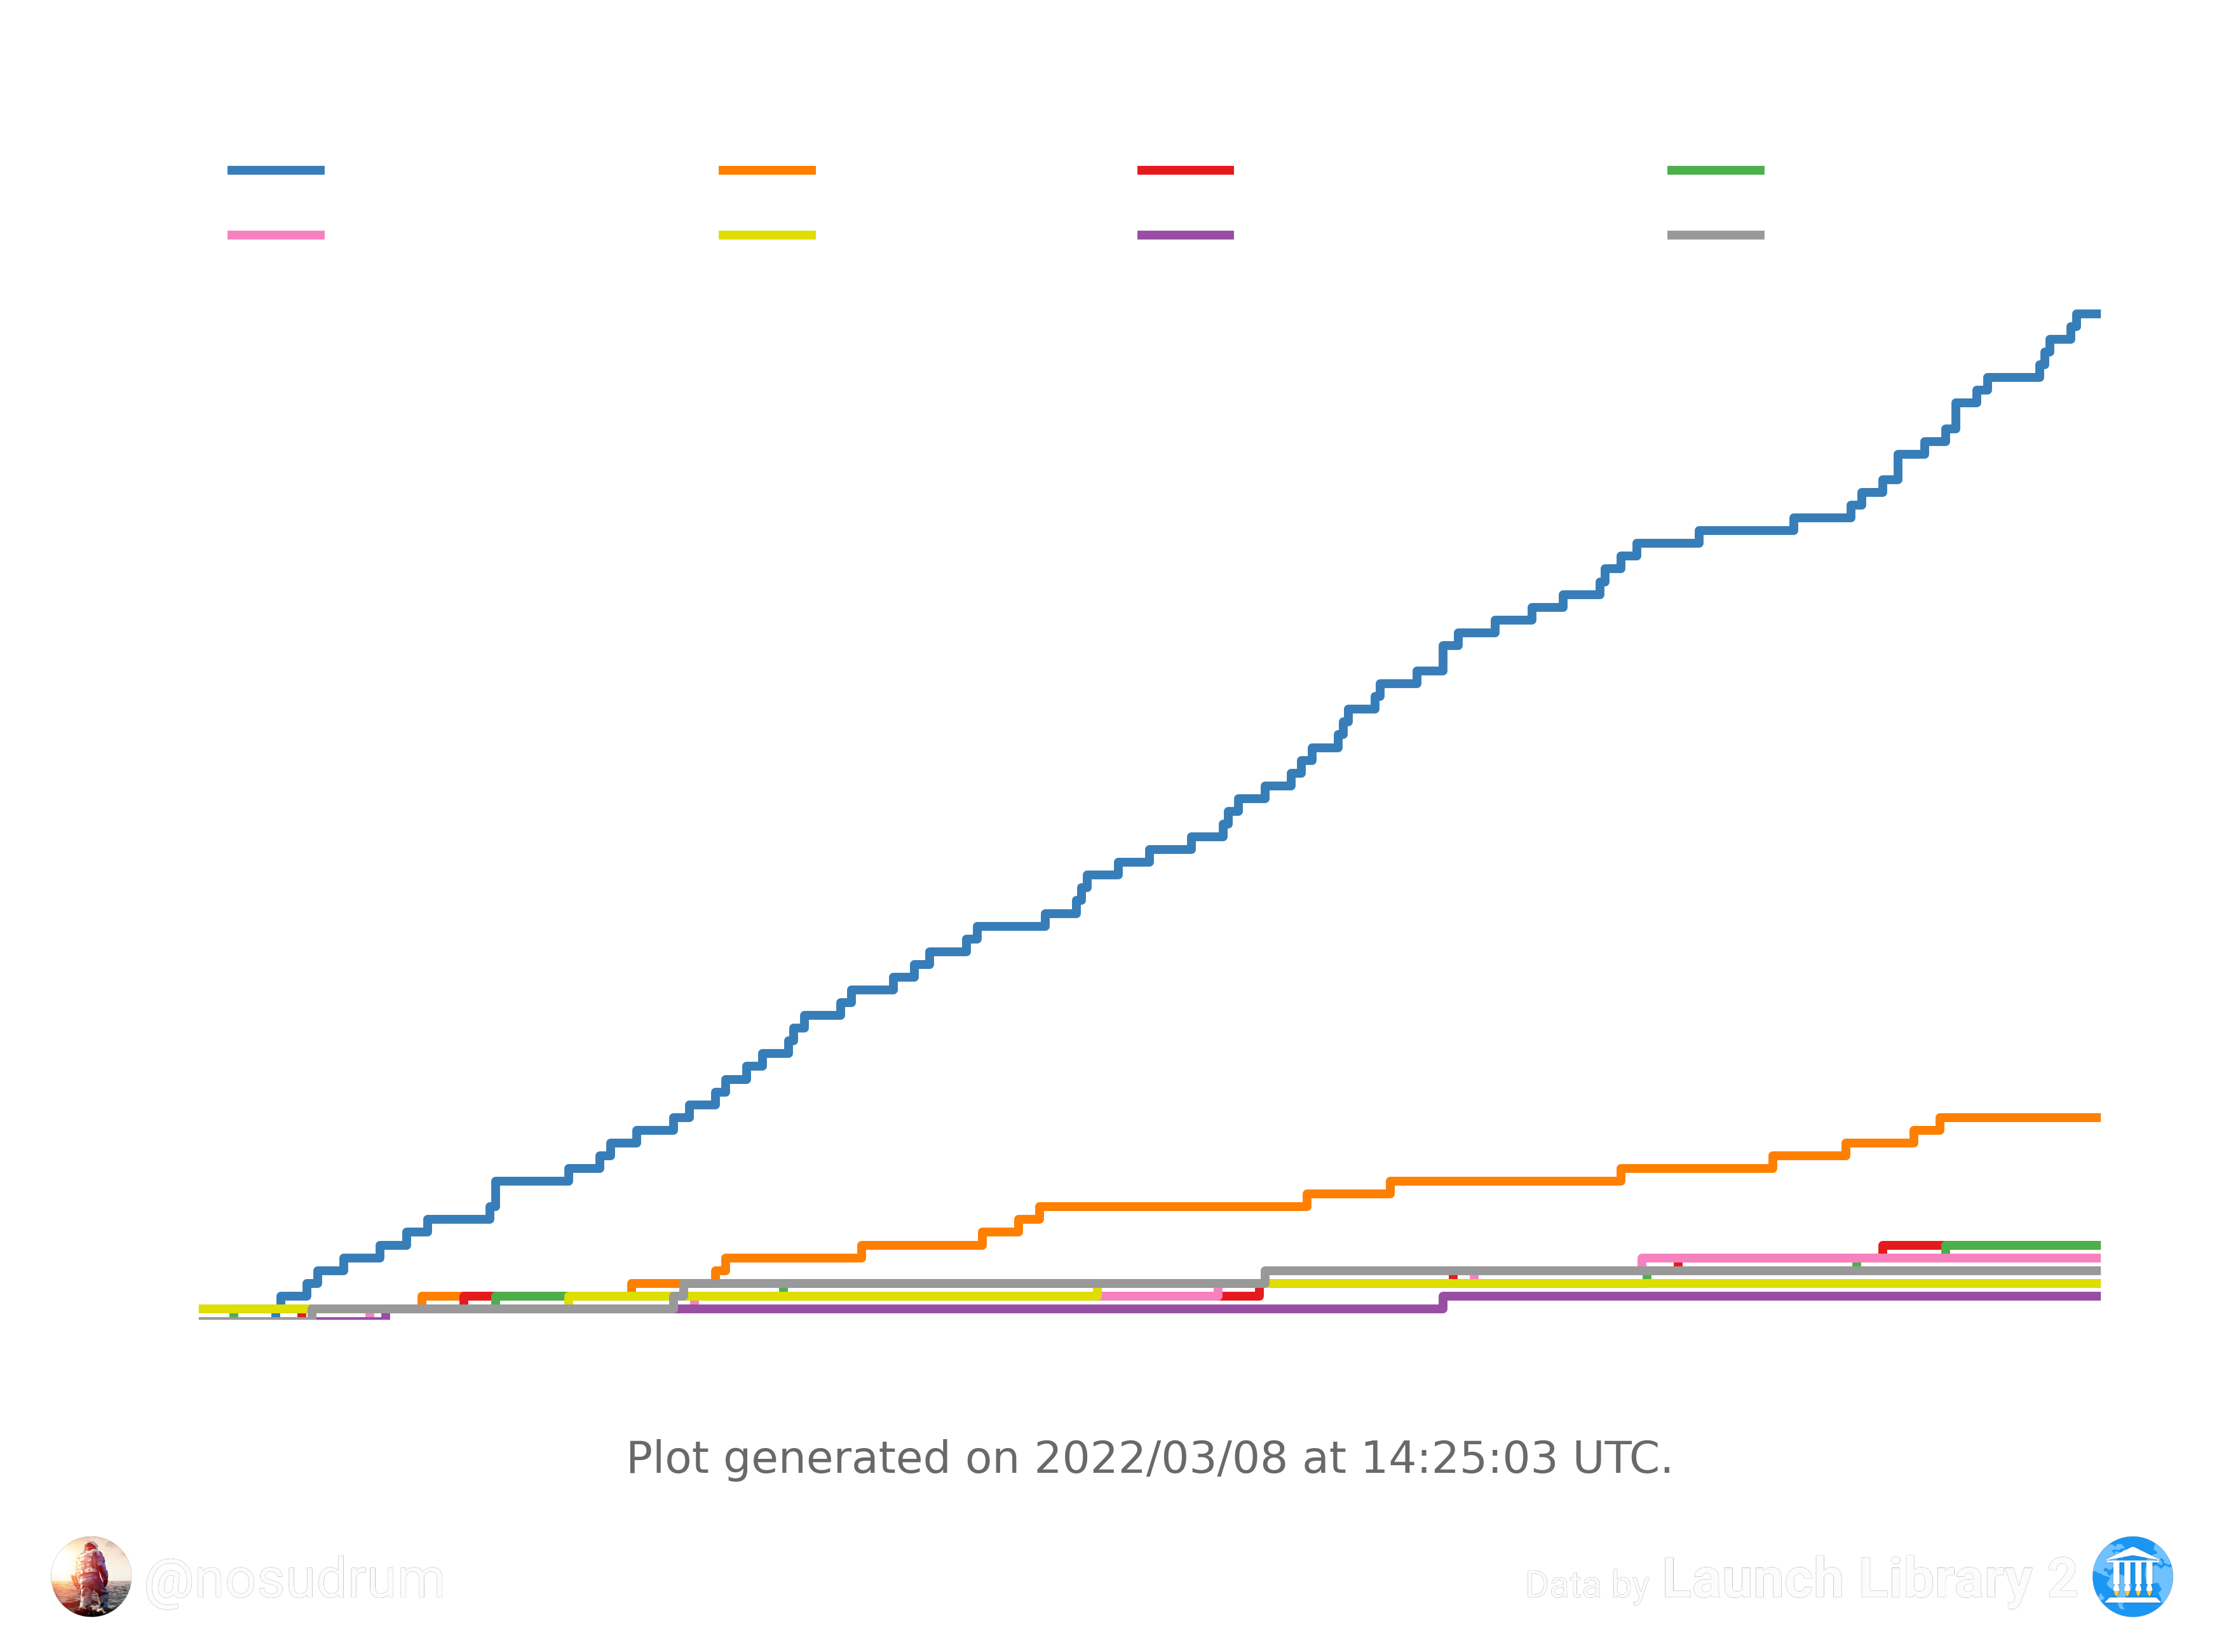 Plot generated on 2022/03/08 at 14:25:03 UTC.
@nosudrum
Data by Launch Library 2